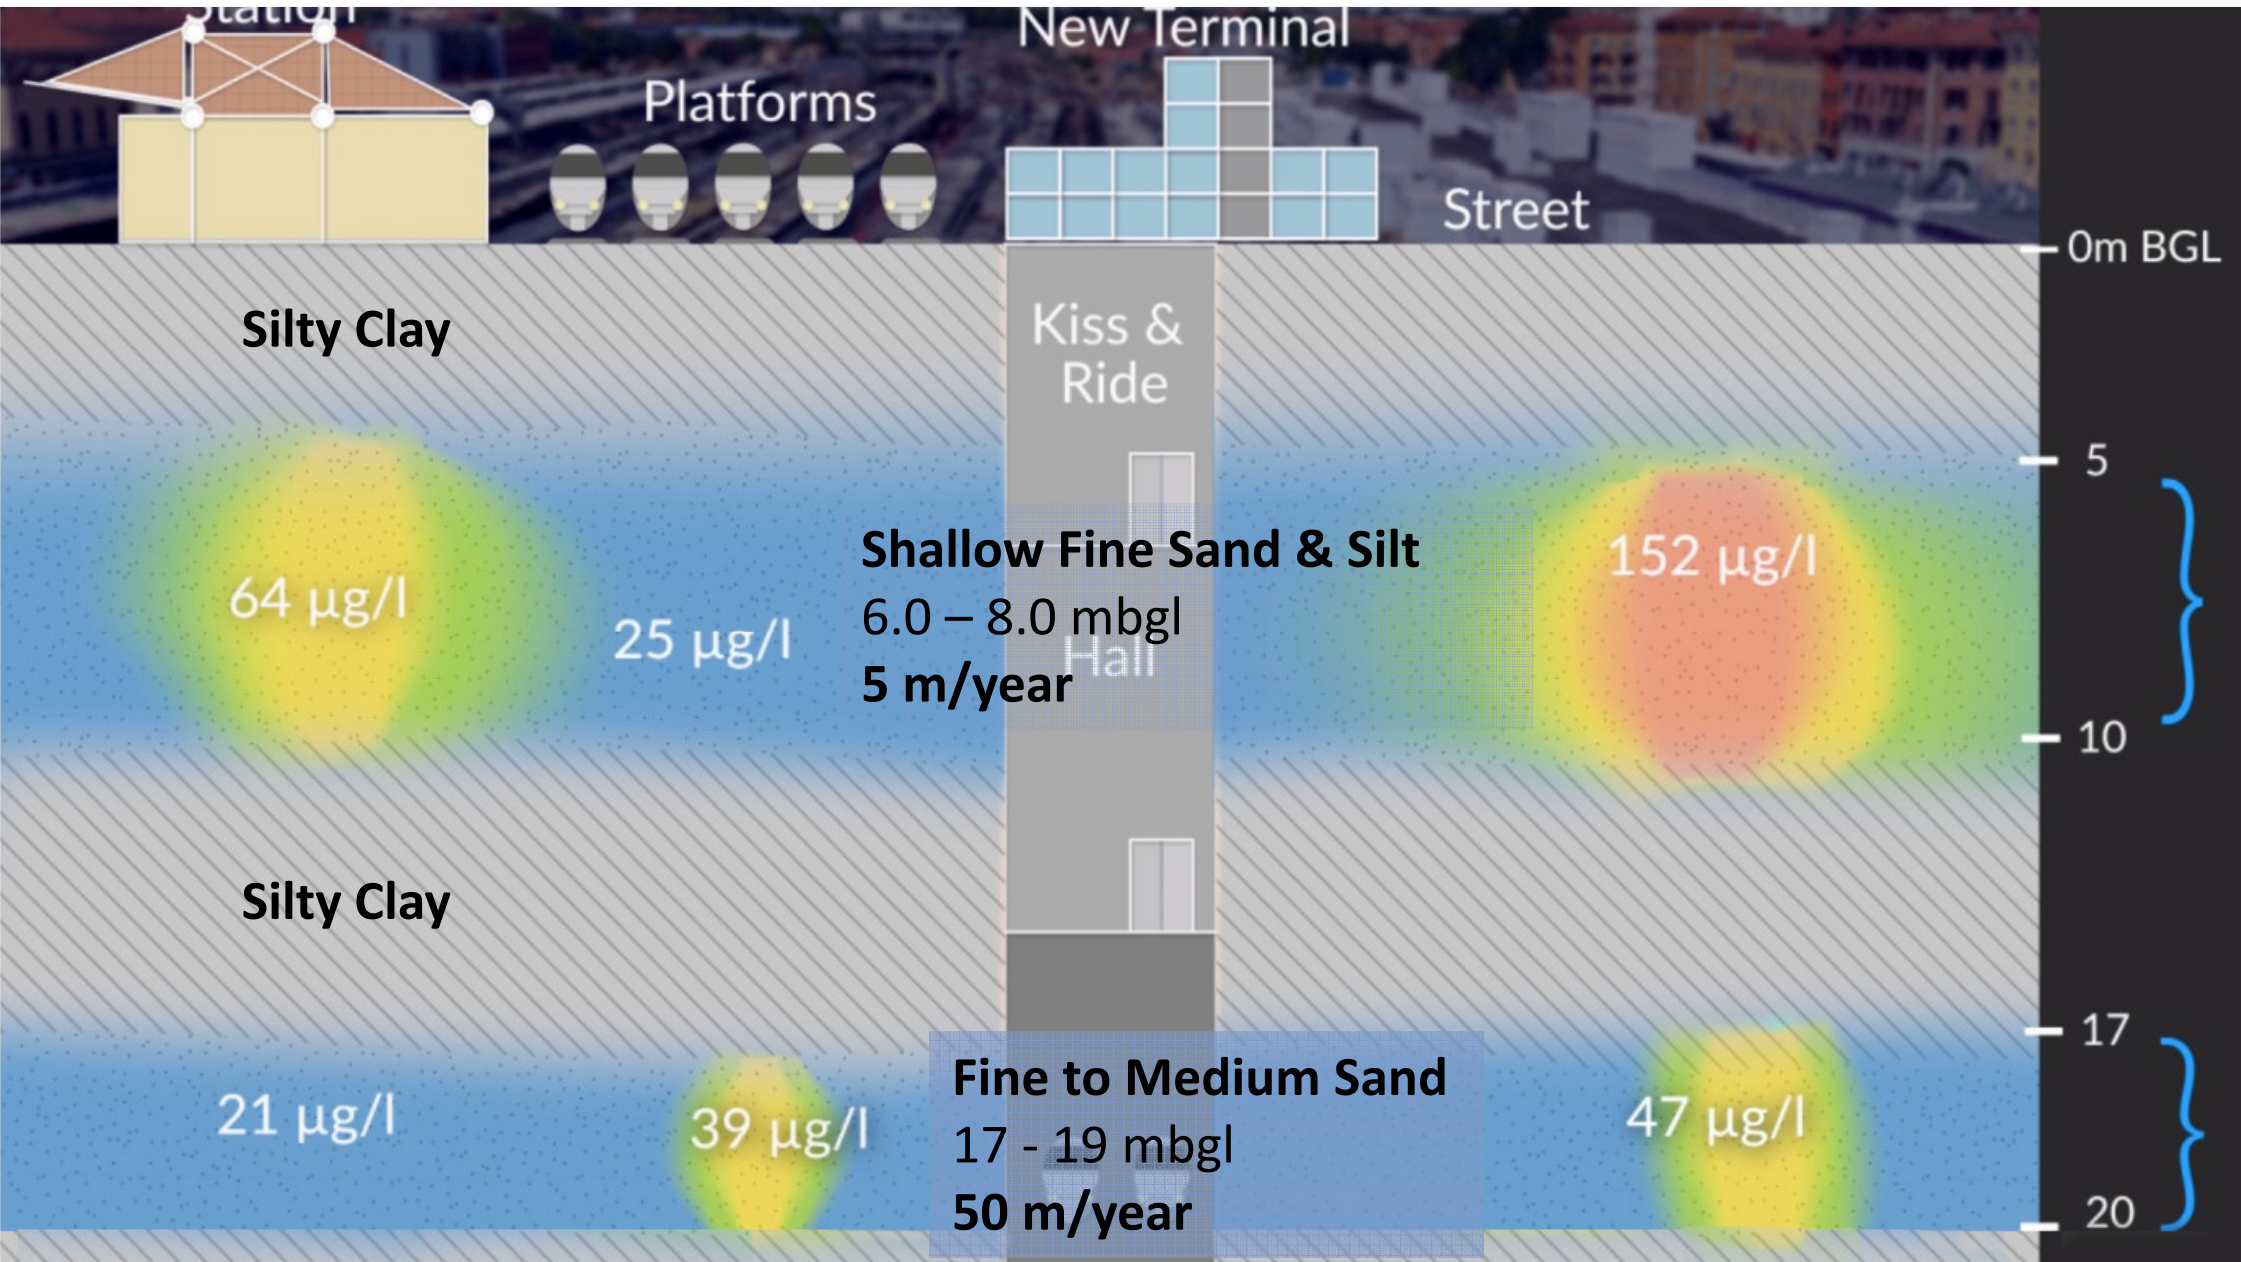 Station
New Terminal
Platforms
Street
0m BGL
Kiss &
Ride
Silty Clay
5
Shallow Fine Sand & Silt
6.0 – 8.0 mbgl
5 m/year
Hall
64 µg/l
25 µg/l
152 µg/l
10
Silty Clay
17
Fine to Medium Sand
17 - 19 mbgl
50 m/year
21 µg/l
39 µg/l
47 µg/l
20